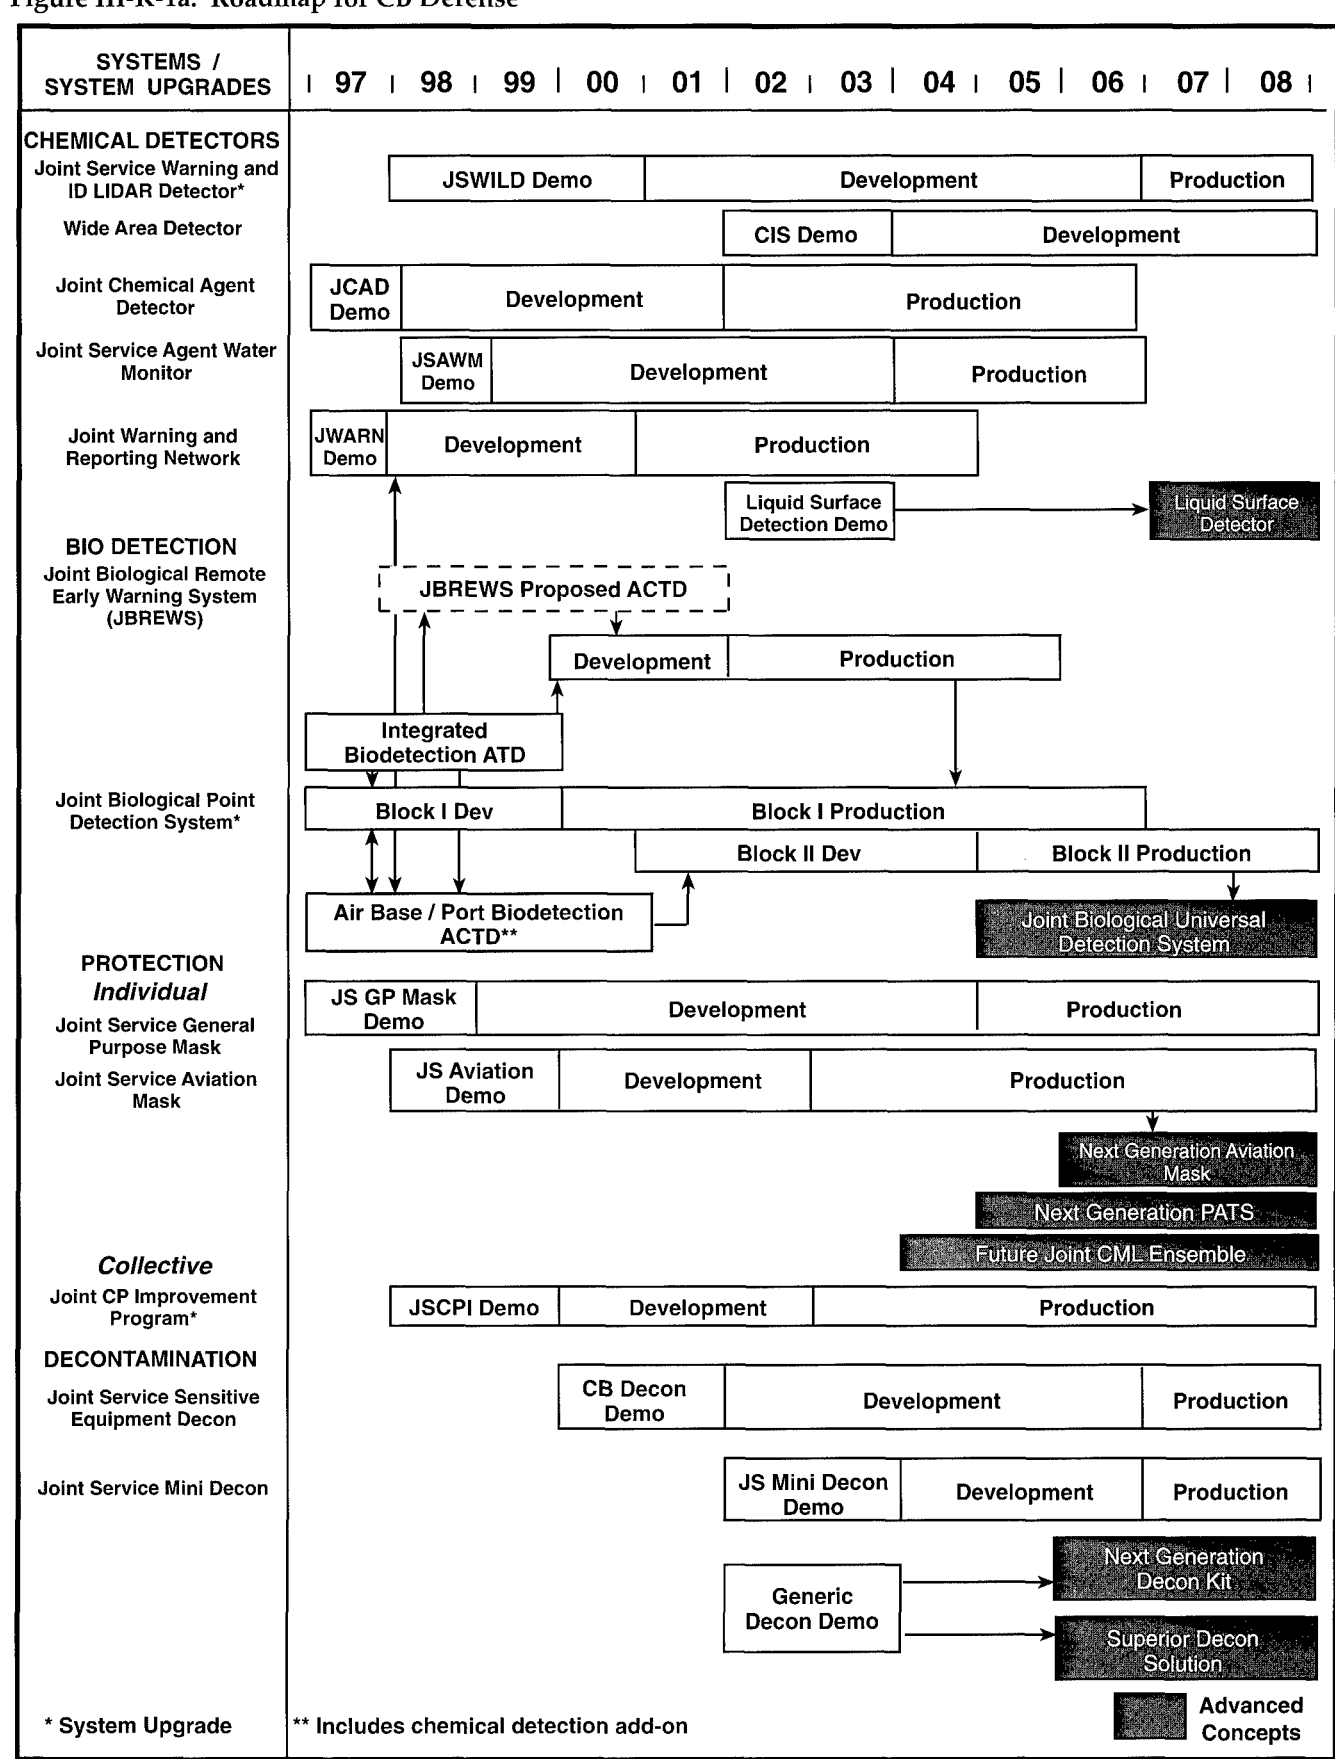 Figure III-K-1a. Roadmap for CB Defense
SYSTEMS /
SYSTEM UPGRADES
97 98 99 00 01 02 03 04 05 06 07 08
CHEMICAL DETECTORS
Joint Service Warning and
ID LIDAR Detector*
JSWILD Demo Development Production
Wide Area Detector
CIS Demo Development
Joint Chemical Agent
Detector
JCAD
Demo
Development Production
Joint Service Agent Water
Monitor
JSAWM
Demo
Development Production
Joint Warning and
Reporting Network
JWARN
Demo
Development Production
Liquid Surface
Detection Demo
Liquid Surface
Detector
BIO DETECTION
Joint Biological Remote
Early Warning System
(JBREWS)
JBREWS Proposed ACTD
Development Production
Integrated
Biodetection ATD
Joint Biological Point
Detection System*
Block I Dev Block I Production
Block II Dev Block II Production
Air Base / Port Biodetection
ACTD**
Joint Biological Universal
Detection System
PROTECTION
Individual
Joint Service General
Purpose Mask
JS GP Mask
Demo
Development Production
Joint Service Aviation
Mask
JS Aviation
Demo
Development Production
Next Generation Aviation
Mask
Next Generation PATS
Future Joint CML Ensemble
Collective
Joint CP Improvement
Program*
JSCPI Demo Development Production
DECONTAMINATION
Joint Service Sensitive
Equipment Decon
CB Decon
Demo
Development Production
Joint Service Mini Decon
JS Mini Decon
Demo
Development Production
Generic
Decon Demo
Next Generation
Decon Kit
Superior Decon
Solution
* System Upgrade
** Includes chemical detection add-on
Advanced
Concepts